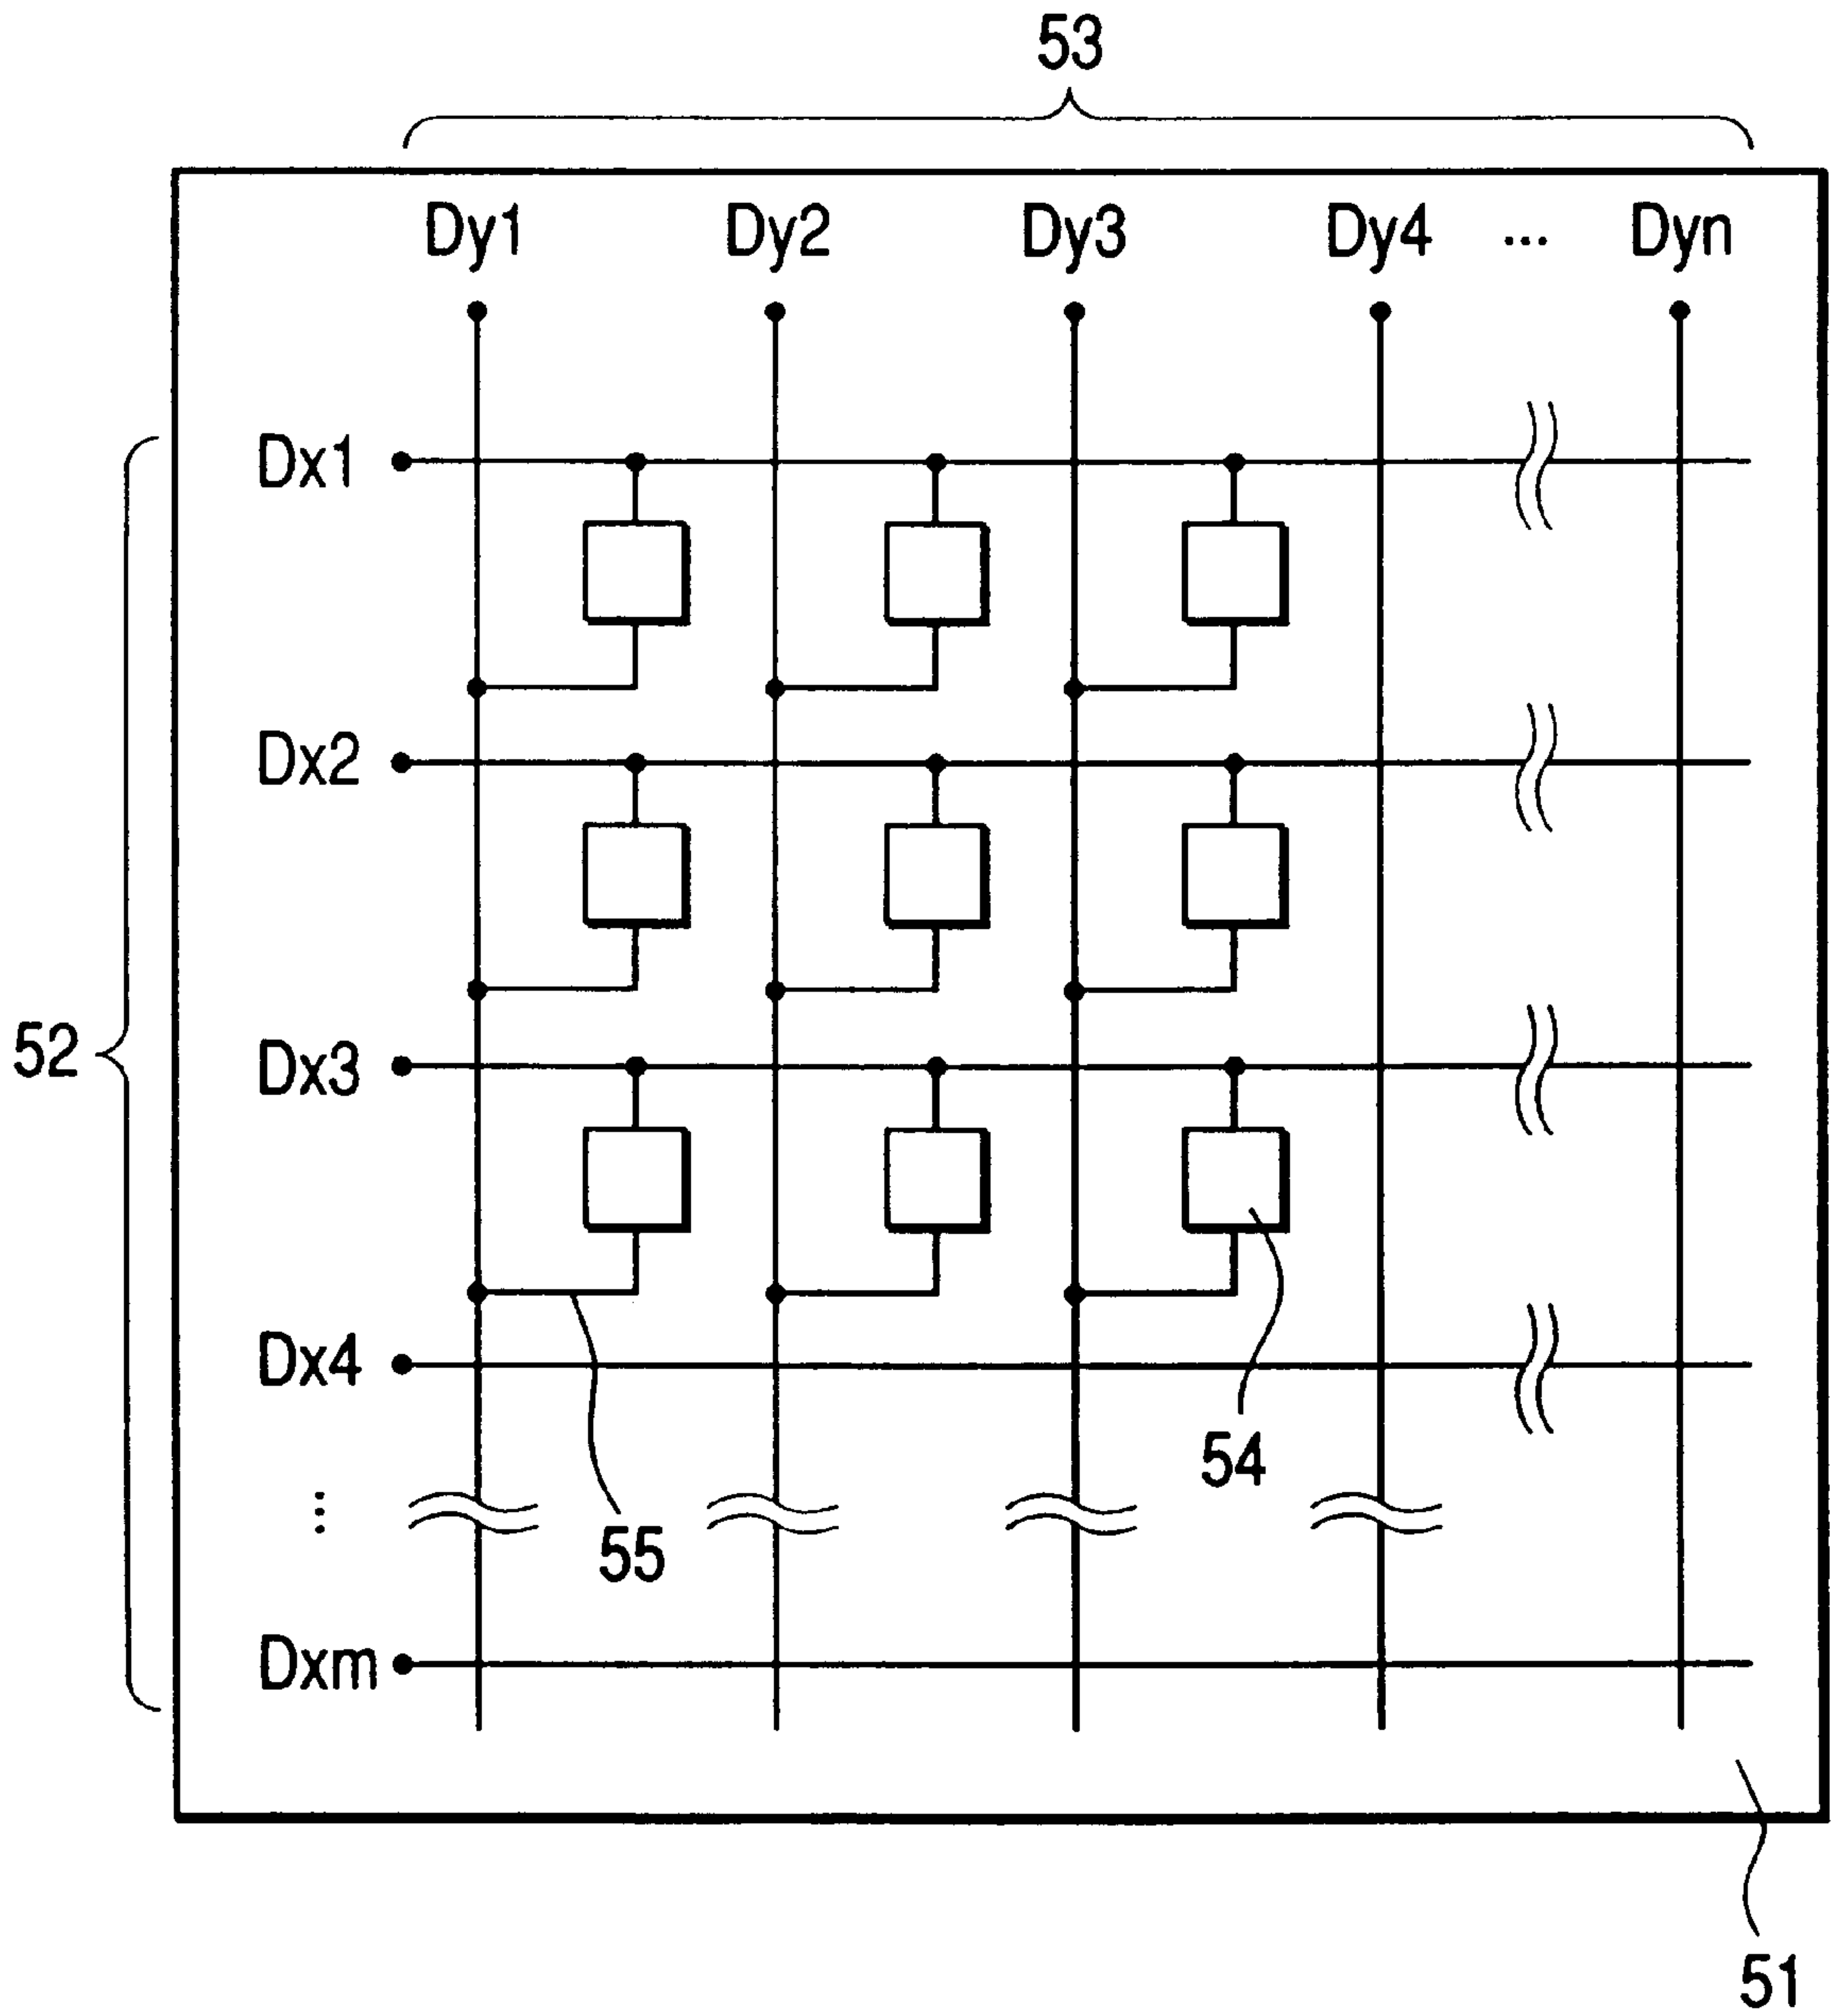 53
Dy1 Dy2 Dy3 Dy4 ... Dyn
Dx1
Dx2
52
Dx3
Dx4
54
⋮
55
Dxm
51